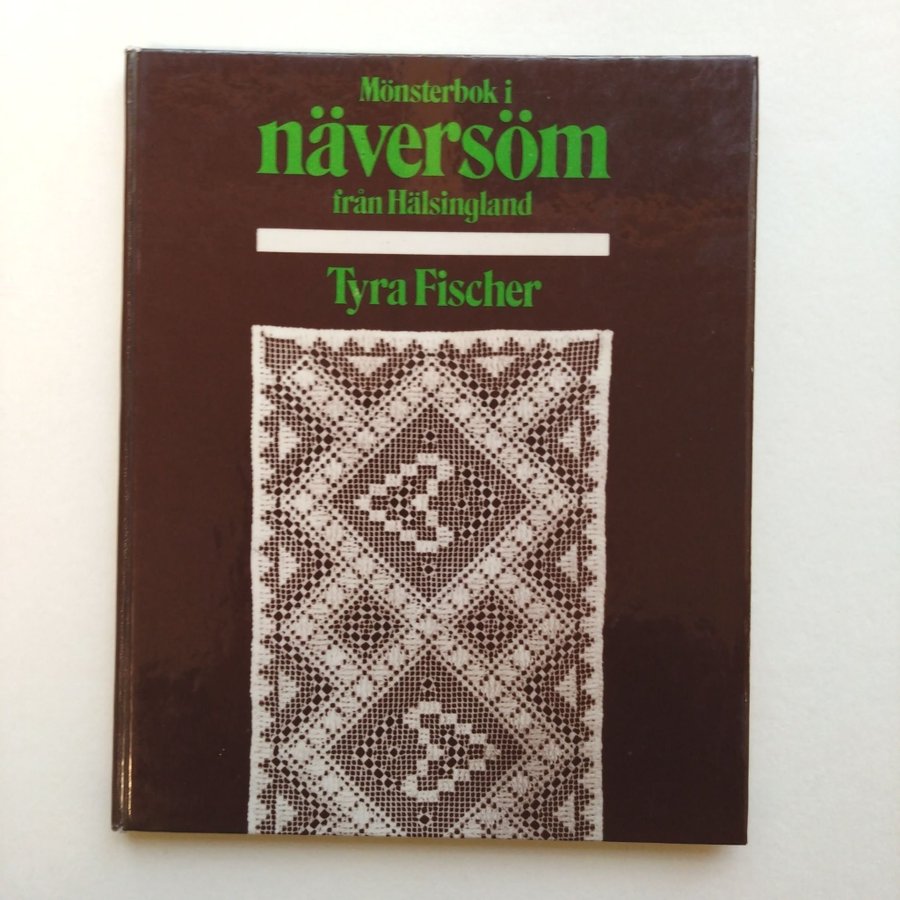 Mönsterbok i
näversöm
från Hälsingland
Tyra Fischer